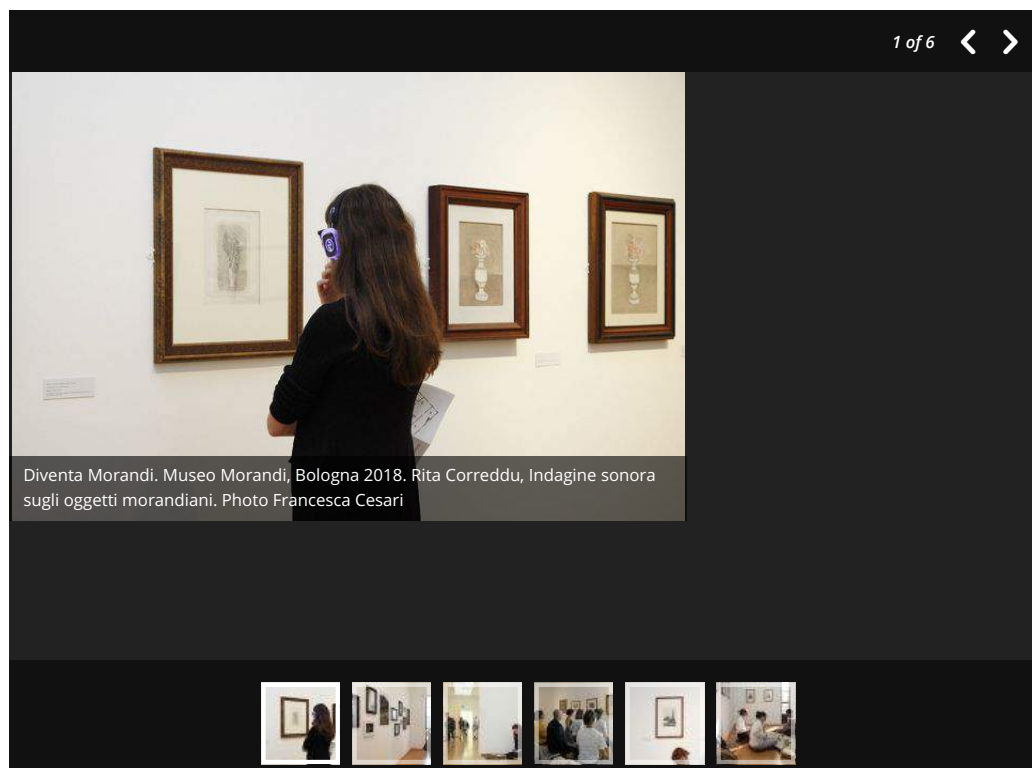 1 of 6
Diventa Morandi. Museo Morandi, Bologna 2018. Rita Correddu, Indagine sonora
sugli oggetti morandiani. Photo Francesca Cesari